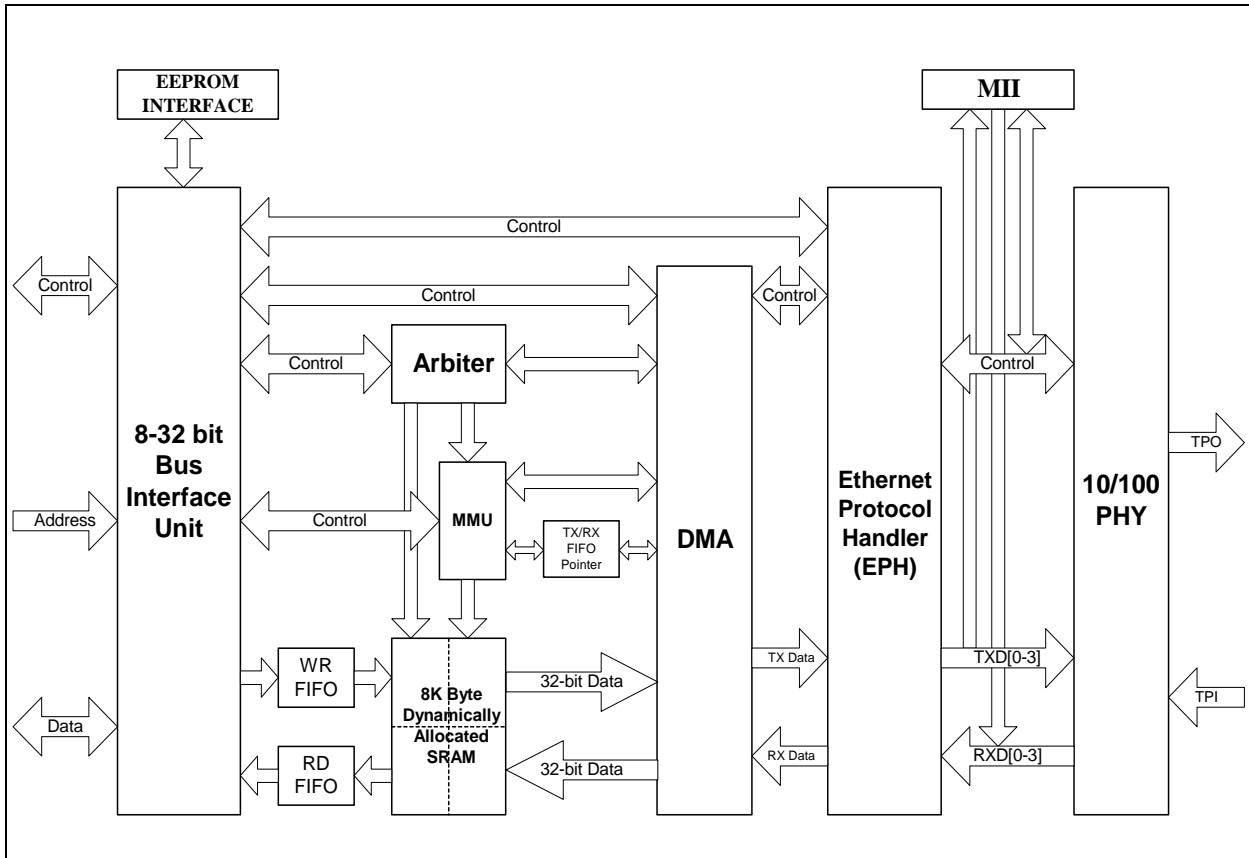 EEPROM
INTERFACE
MII
Control
Control
Control
Control
Control
Arbiter
Control
8-32 bit
Bus
Interface
Unit
Address
Control
MMU
TX/RX
FIFO
Pointer
DMA
Ethernet
Protocol
Handler
(EPH)
10/100
PHY
TPO
WR
FIFO
8K Byte
Dynamically
Allocated
SRAM
32-bit Data
TX Data
TXD[0-3]
TPI
Data
RD
FIFO
32-bit Data
RX Data
RXD[0-3]